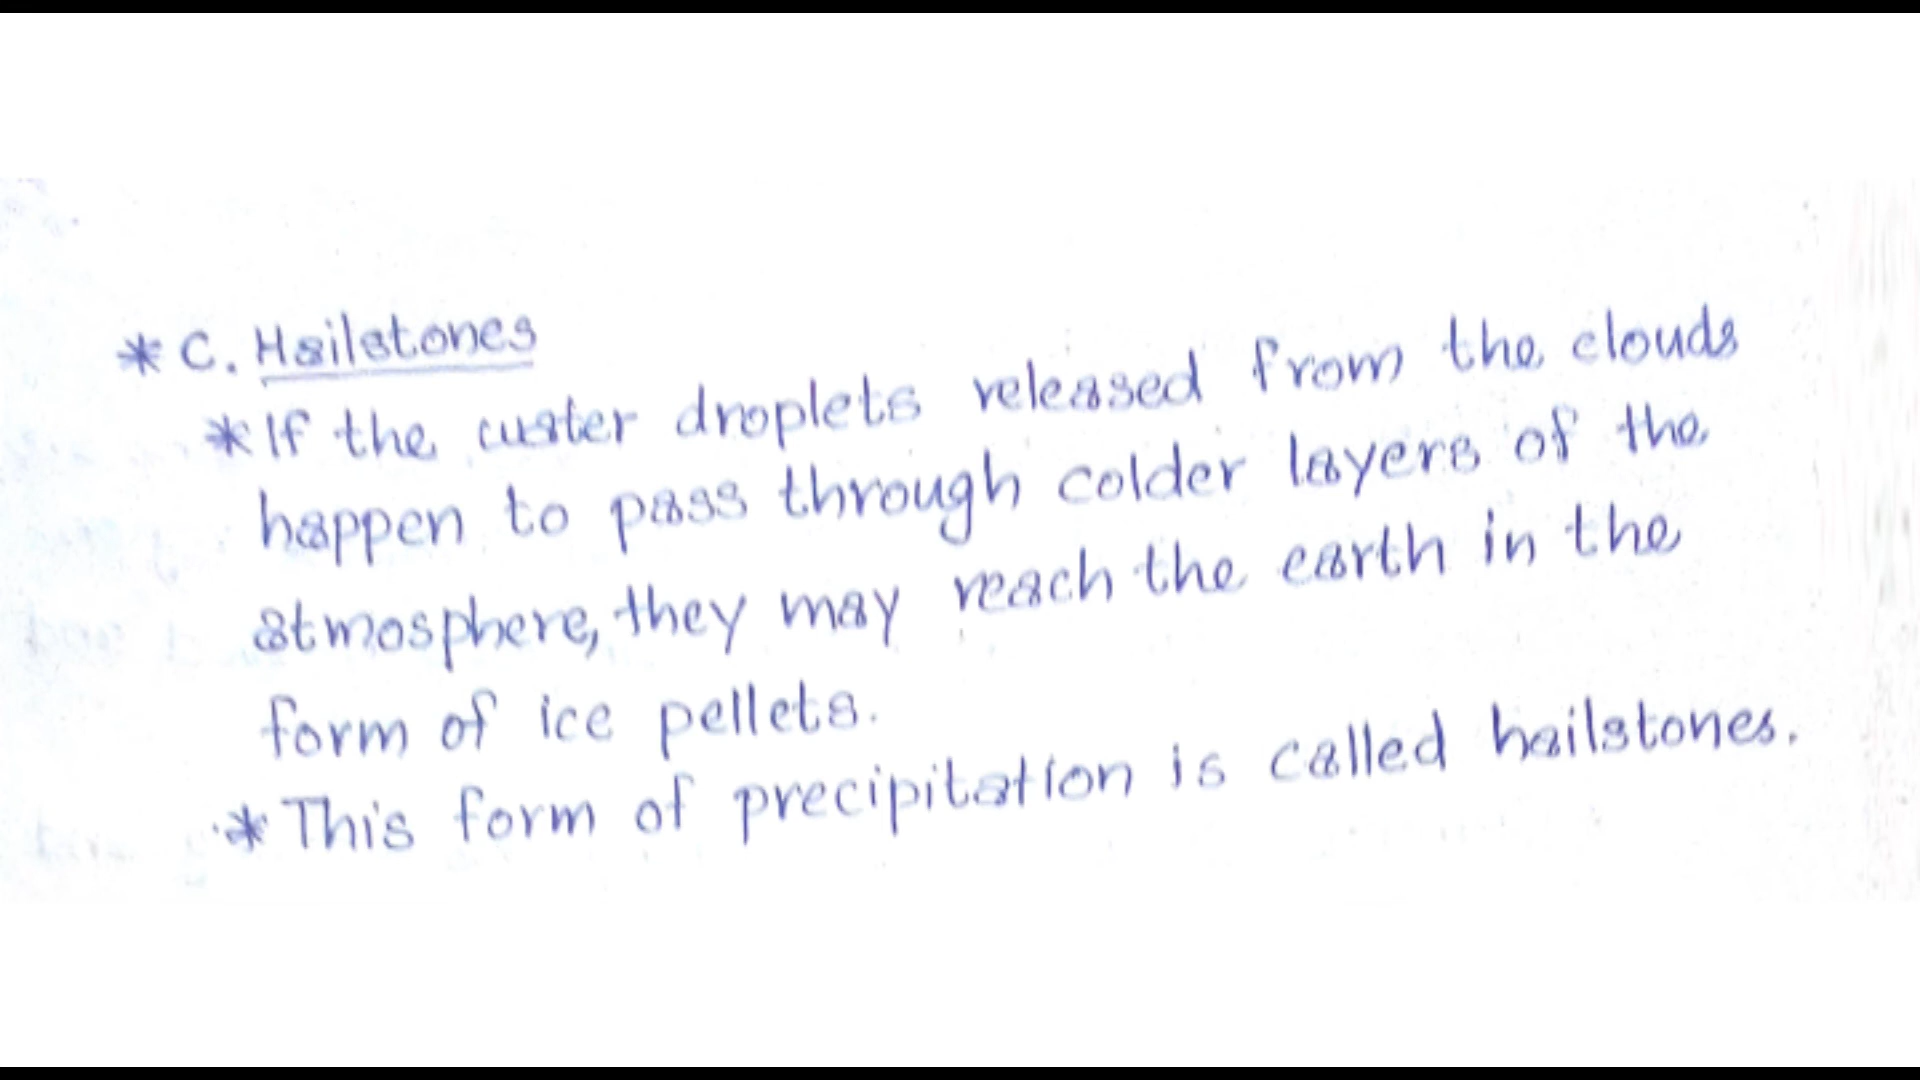 * C. Hailstones
* If the water droplets released from the clouds
happen to pass through colder layers of the
atmosphere, they may reach the earth in the
form of ice pellets.
* This form of precipitation is called hailstones.